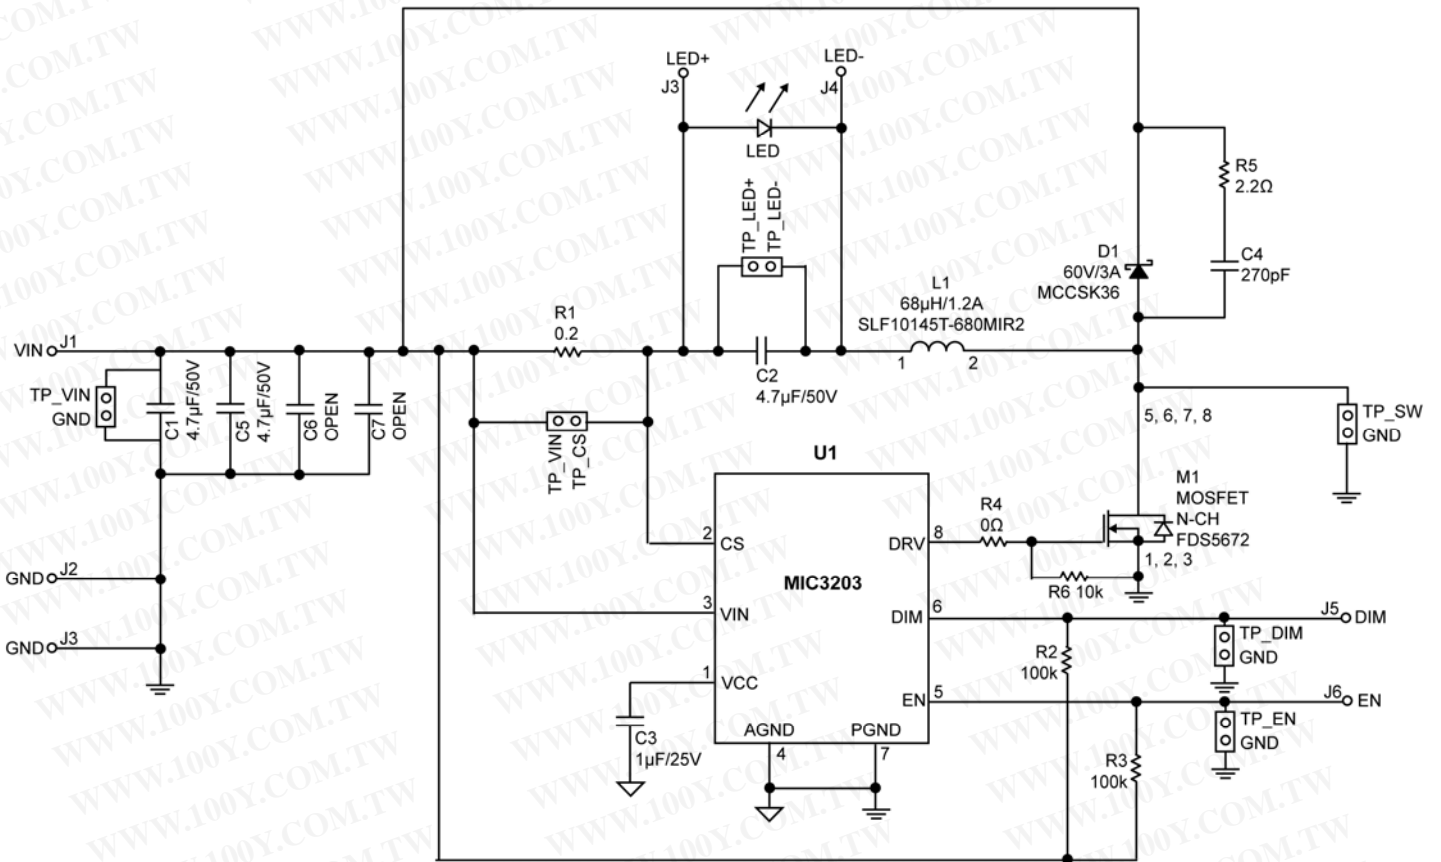 LED+
J3
LED-
J4
LED
TP_LED+
TP_LED-
R5
2.2Ω
C4
270pF
D1
60V/3A
MCCSK36
L1
68µH/1.2A
SLF10145T-680MIR2
1
2
R1
0.2
C2
4.7µF/50V
VIN
J1
TP_VIN
GND
C1
4.7µF/50V
C5
4.7µF/50V
C6
OPEN
C7
OPEN
TP_VIN
TP_CS
5, 6, 7, 8
TP_SW
GND
U1
MIC3203
2
CS
3
VIN
1
VCC
AGND
4
PGND
7
DRV
8
DIM
6
EN
5
R4
0Ω
M1
MOSFET
N-CH
FDS5672
1, 2, 3
R6 10k
GND
J2
GND
J3
C3
1µF/25V
R2
100k
R3
100k
J5
DIM
TP_DIM
GND
J6
EN
TP_EN
GND
WWW.100Y.COM.TW